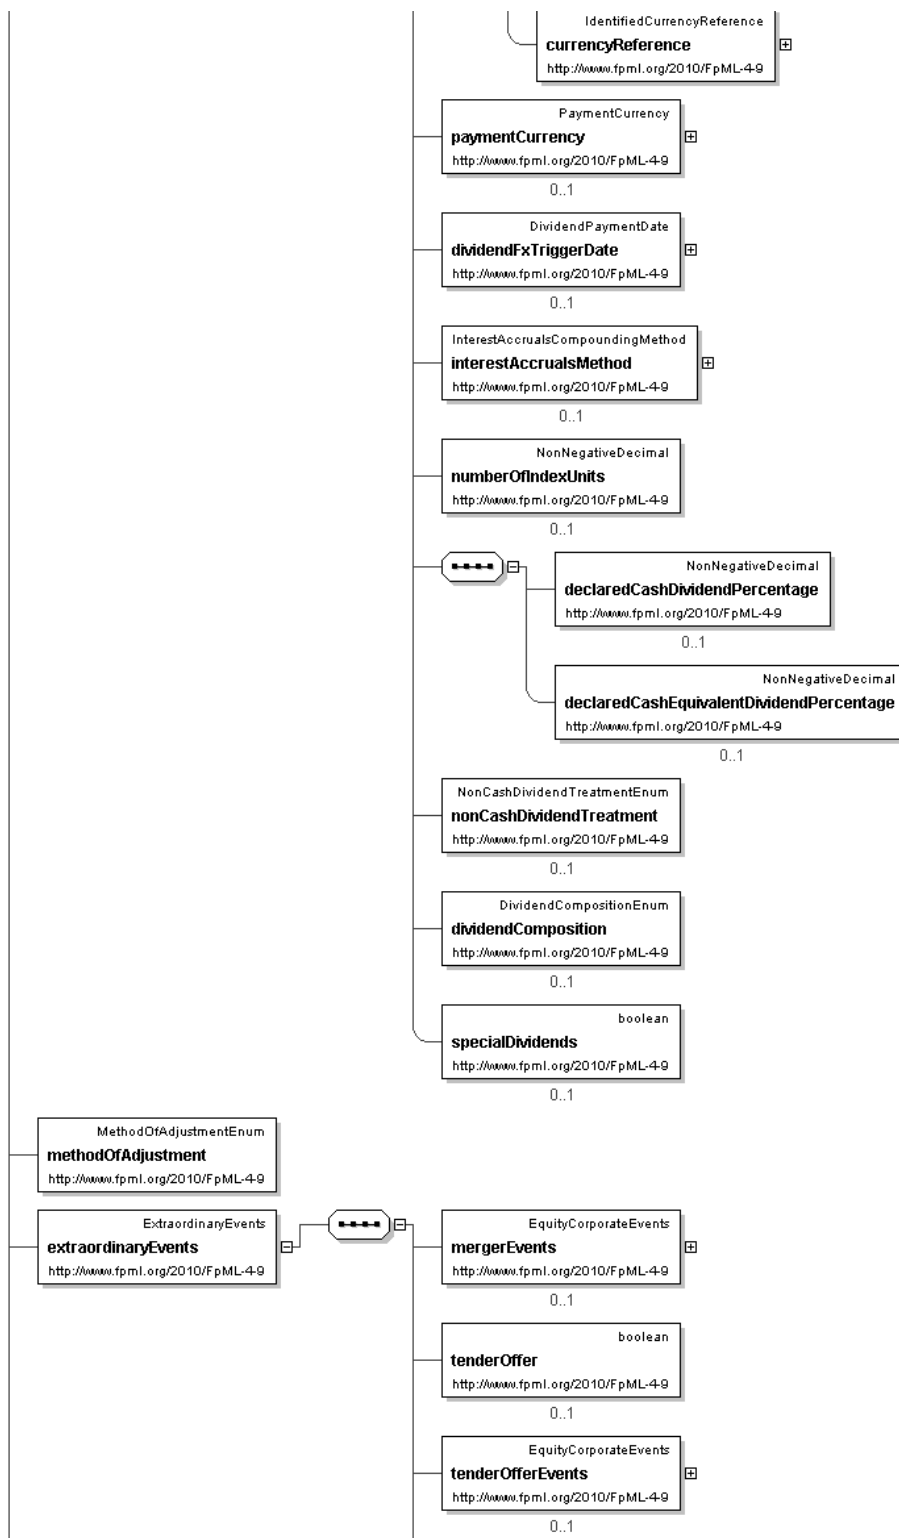 IdentifiedCurrencyReference
currencyReference
http://www.fpml.org/2010/FpML-4-9
PaymentCurrency
paymentCurrency
http://www.fpml.org/2010/FpML-4-9
0..1
DividendPaymentDate
dividendFxTriggerDate
http://www.fpml.org/2010/FpML-4-9
0..1
InterestAccrualsCompoundingMethod
interestAccrualsMethod
http://www.fpml.org/2010/FpML-4-9
0..1
NonNegativeDecimal
numberOfIndexUnits
http://www.fpml.org/2010/FpML-4-9
0..1
NonNegativeDecimal
declaredCashDividendPercentage
http://www.fpml.org/2010/FpML-4-9
0..1
NonNegativeDecimal
declaredCashEquivalentDividendPercentage
http://www.fpml.org/2010/FpML-4-9
0..1
NonCashDividendTreatmentEnum
nonCashDividendTreatment
http://www.fpml.org/2010/FpML-4-9
0..1
DividendCompositionEnum
dividendComposition
http://www.fpml.org/2010/FpML-4-9
0..1
boolean
specialDividends
http://www.fpml.org/2010/FpML-4-9
0..1
MethodOfAdjustmentEnum
methodOfAdjustment
http://www.fpml.org/2010/FpML-4-9
ExtraordinaryEvents
extraordinaryEvents
http://www.fpml.org/2010/FpML-4-9
EquityCorporateEvents
mergerEvents
http://www.fpml.org/2010/FpML-4-9
0..1
boolean
tenderOffer
http://www.fpml.org/2010/FpML-4-9
0..1
EquityCorporateEvents
tenderOfferEvents
http://www.fpml.org/2010/FpML-4-9
0..1